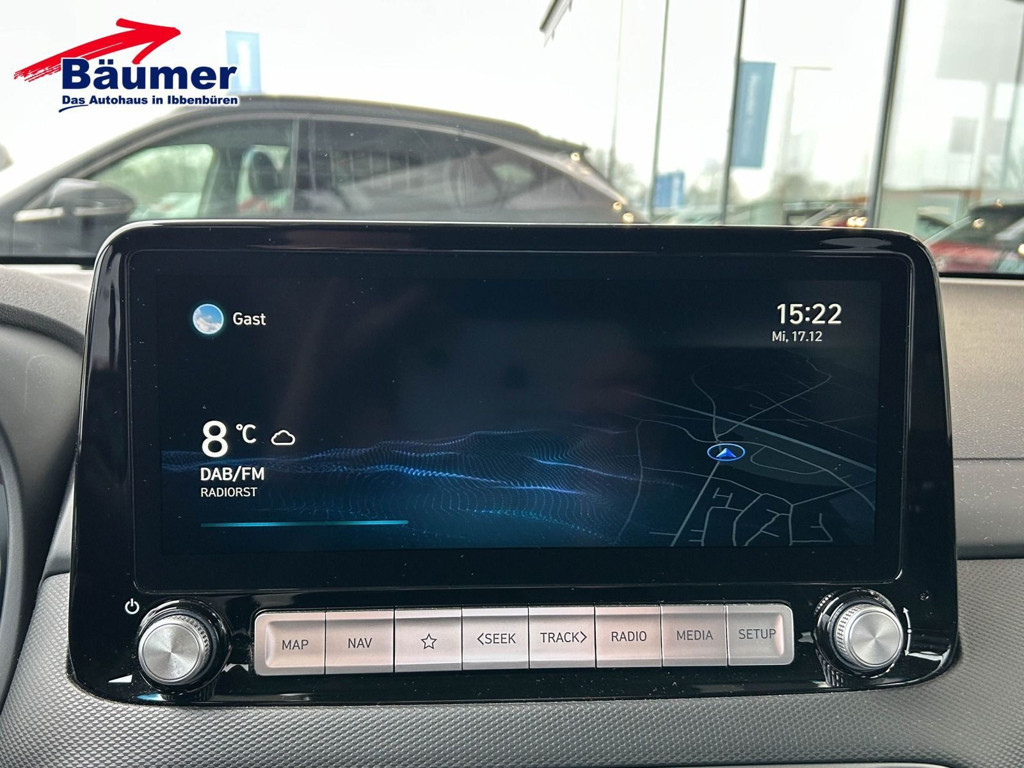 Bäumer
Das Autohaus in Ibbenbüren
Gast
15:22
Mi, 17.12
8 °C
DAB/FM
RADIORST
MAP
NAV
<SEEK
TRACK>
RADIO
MEDIA
SETUP